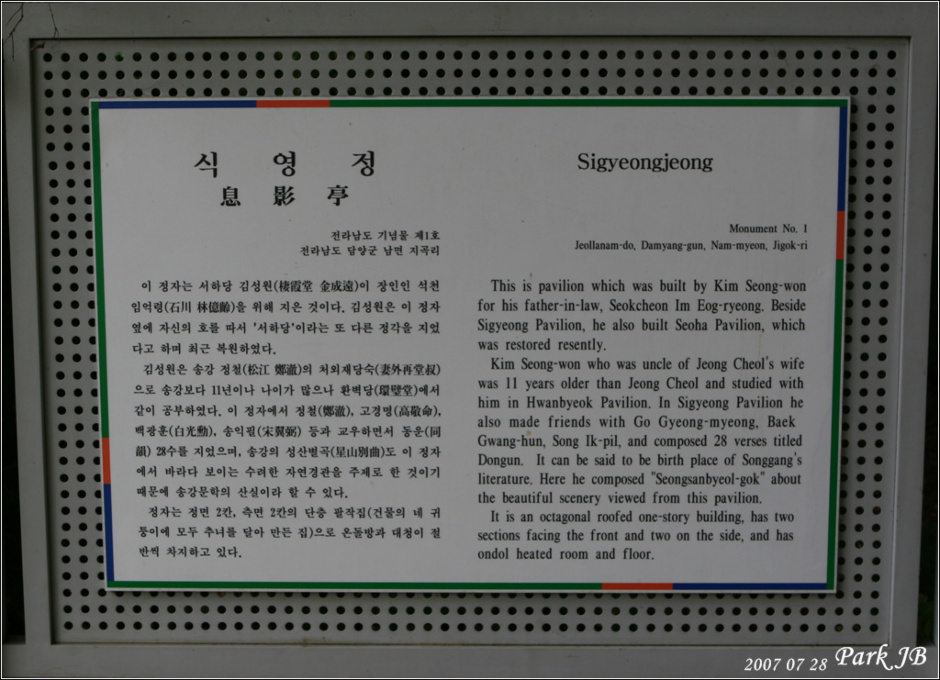 식 영 정
息 影 亭
전라남도 기념물 제1호
전라남도 담양군 남면 지곡리
이 정자는 서하당 김성원(棲霞堂 金成遠)이 장인인 석천
임억령(石川 林億齡)을 위해 지은 것이다. 김성원은 이 정자
옆에 자신의 호를 따서 '서하당'이라는 또 다른 정각을 지었
다고 하며 최근 복원하였다.
김성원은 송강 정철(松江 鄭澈)의 처외재당숙(妻外再堂叔)
으로 송강보다 11년이나 나이가 많으나 환벽당(環璧堂)에서
같이 공부하였다. 이 정자에서 정철(鄭澈), 고경명(高敬命),
백광훈(白光勳), 송익필(宋翼弼) 등과 교우하면서 동운(同
韻) 28수를 지었으며, 송강의 성산별곡(星山別曲)도 이 정자
에서 바라다 보이는 수려한 자연경관을 주제로 한 것이기
때문에 송강문학의 산실이라 할 수 있다.
정자는 정면 2칸, 측면 2칸의 단층 팔작집(건물의 네 귀
퉁이에 모두 추녀를 달아 만든 집)으로 온돌방과 대청이 절
반씩 차지하고 있다.
Sigyeongjeong
Monument No. 1
Jeollanam-do, Damyang-gun, Nam-myeon, Jigok-ri
This is pavilion which was built by Kim Seong-won
for his father-in-law, Seokcheon Im Eog-ryeong. Beside
Sigyeong Pavilion, he also built Seoha Pavilion, which
was restored resently.
Kim Seong-won who was uncle of Jeong Cheol's wife
was 11 years older than Jeong Cheol and studied with
him in Hwanbyeok Pavilion. In Sigyeong Pavilion he
also made friends with Go Gyeong-myeong, Baek
Gwang-hun, Song Ik-pil, and composed 28 verses titled
Dongun. It can be said to be birth place of Songgang's
literature. Here he composed "Seongsanbyeol-gok" about
the beautiful scenery viewed from this pavilion.
It is an octagonal roofed one-story building, has two
sections facing the front and two on the side, and has
ondol heated room and floor.
2007 07 28 Park JB